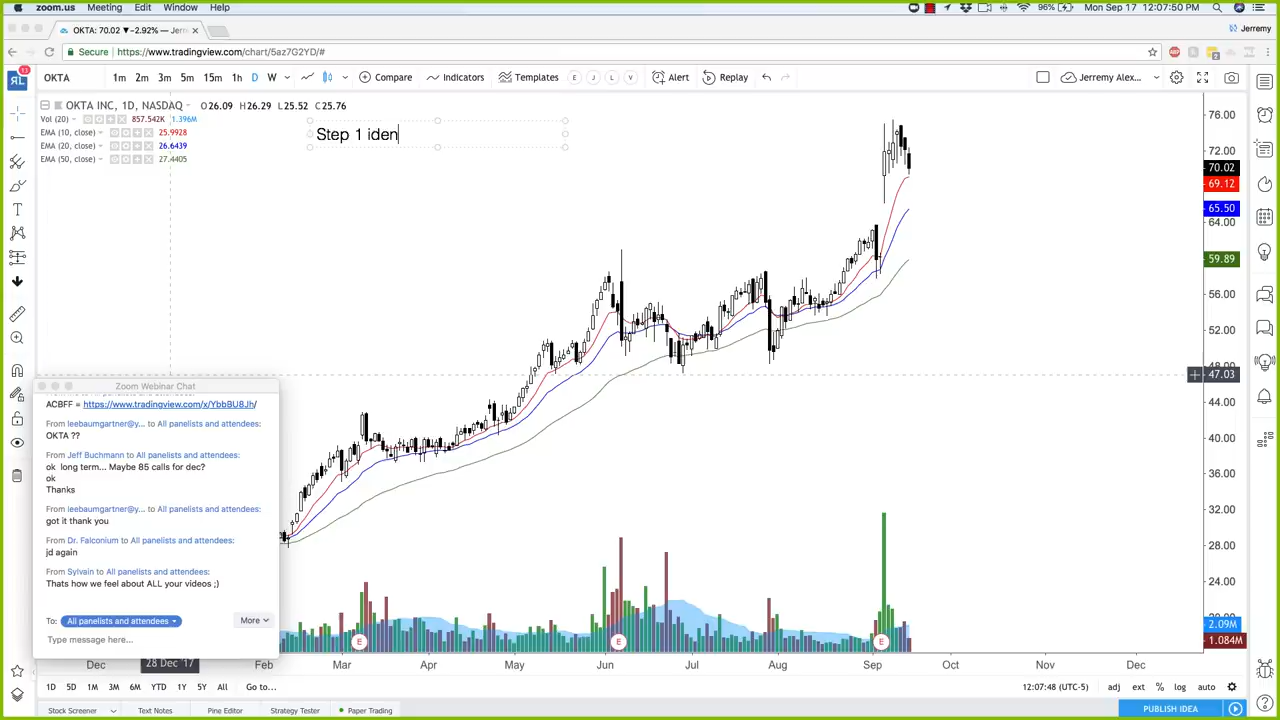 zoom.us Meeting Edit Window Help 96% Mon Sep 17 12:07:50 PM
OKTA: 70.02 ▼−2.92% — Jerr
Jerremy
Secure https://www.tradingview.com/chart/5az7G2YD/#
OKTA 1m 2m 3m 5m 15m 1h D W Compare Indicators Templates E J L V Alert Replay Jerremy Alex...
OKTA INC, 1D, NASDAQ O26.09 H26.29 L25.52 C25.76
Vol (20) 857.542K 1.396M
EMA (10, close) 25.9928
EMA (20, close) 26.6439
EMA (50, close) 27.4405
Step 1 iden
76.00
72.00
70.02
69.12
65.50
64.00
59.89
56.00
52.00
48.00
47.03
44.00
40.00
36.00
32.00
28.00
24.00
20.00
2.09M
1.084M
Zoom Webinar Chat
ACBFF = https://www.tradingview.com/x/YbbBU8Jh/
From leebaumgartner@y... to All panelists and attendees:
OKTA ??
From Jeff Buchmann to All panelists and attendees:
ok long term... Maybe 85 calls for dec?
ok
Thanks
From leebaumgartner@y... to All panelists and attendees:
got it thank you
From Dr. Falconium to All panelists and attendees:
jd again
From Sylvain to All panelists and attendees:
Thats how we feel about ALL your videos ;)
To: All panelists and attendees More
Type message here...
E E E
Dec 28 Dec '17 Feb Mar Apr May Jun Jul Aug Sep Oct Nov Dec
1D 5D 1M 3M 6M YTD 1Y 5Y All Go to... 12:07:48 (UTC-5) adj ext % log auto
Stock Screener Text Notes Pine Editor Strategy Tester Paper Trading PUBLISH IDEA